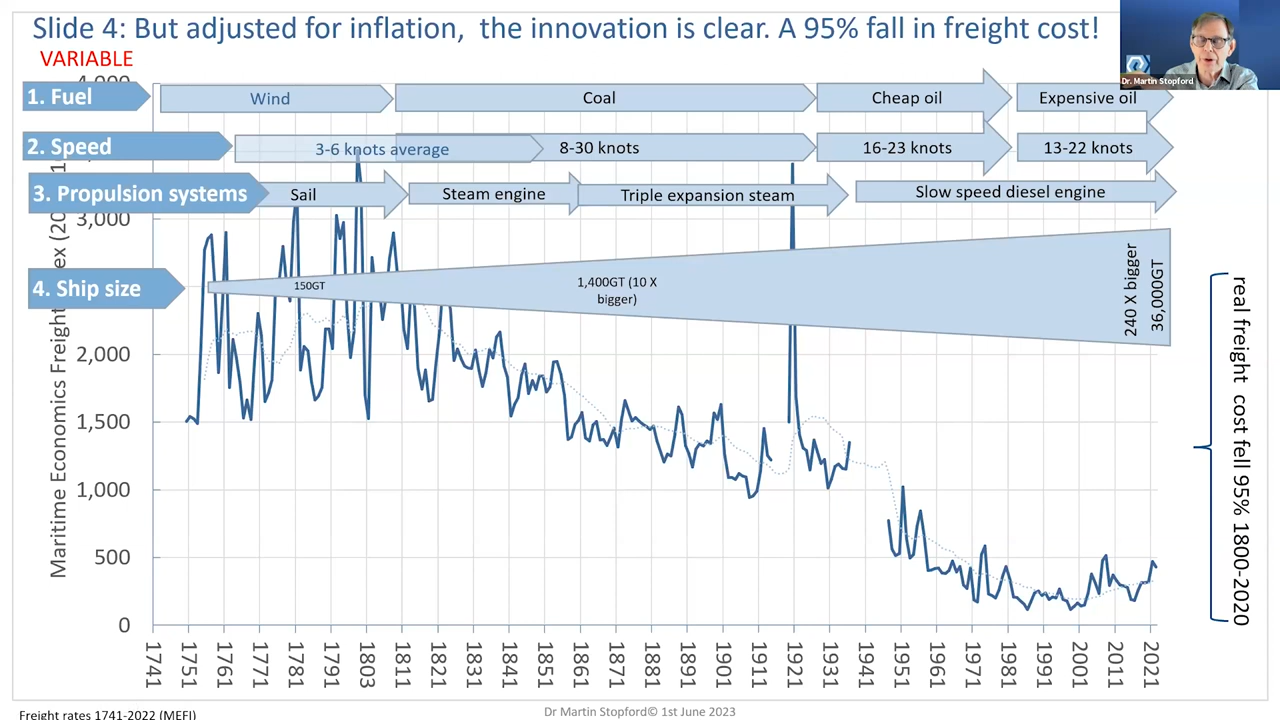 Slide 4: But adjusted for inflation, the innovation is clear. A 95% fall in freight cost!
Dr. Martin Stopford
VARIABLE
1. Fuel
Wind
Coal
Cheap oil
Expensive oil
2. Speed
3-6 knots average
8-30 knots
16-23 knots
13-22 knots
3. Propulsion systems
Sail
Steam engine
Triple expansion steam
Slow speed diesel engine
4. Ship size
150GT
1,400GT (10 X
bigger)
240 X bigger
36,000GT
real freight cost fell 95% 1800-2020
Maritime Economics Freight
ex (20
4,000
3,000
2,000
1,500
1,000
500
0
1741
1751
1761
1771
1781
1791
1803
1811
1821
1831
1841
1851
1861
1871
1881
1891
1901
1911
1921
1931
1941
1951
1961
1971
1981
1991
2001
2011
2021
Freight rates 1741-2022 (MEFI)
Dr Martin Stopford© 1st June 2023